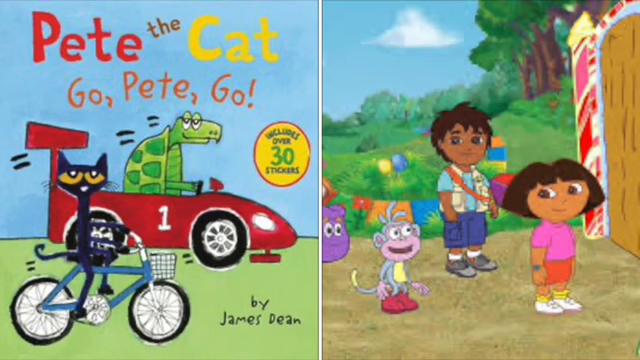 Pete the Cat
Go, Pete, Go!
INCLUDES
OVER
30
STICKERS
1
by
James Dean